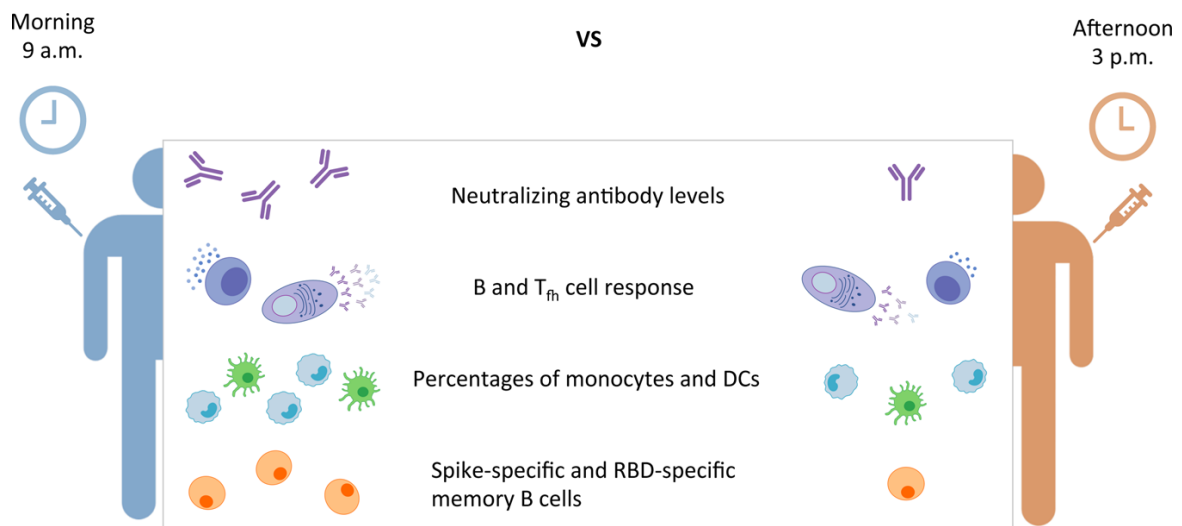 Morning
9 a.m.
VS
Afternoon
3 p.m.
Neutralizing antibody levels
B and Tfh cell response
Percentages of monocytes and DCs
Spike-specific and RBD-specific
memory B cells